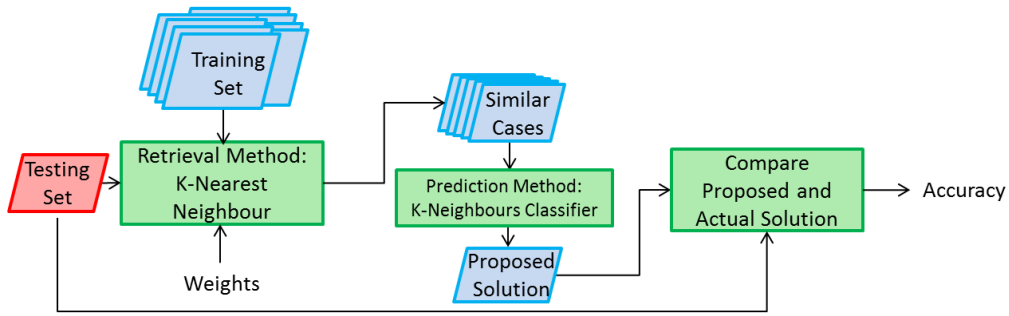 Training
Set
Testing
Set
Retrieval Method:
K-Nearest
Neighbour
Weights
Similar
Cases
Prediction Method:
K-Neighbours Classifier
Proposed
Solution
Compare
Proposed and
Actual Solution
Accuracy